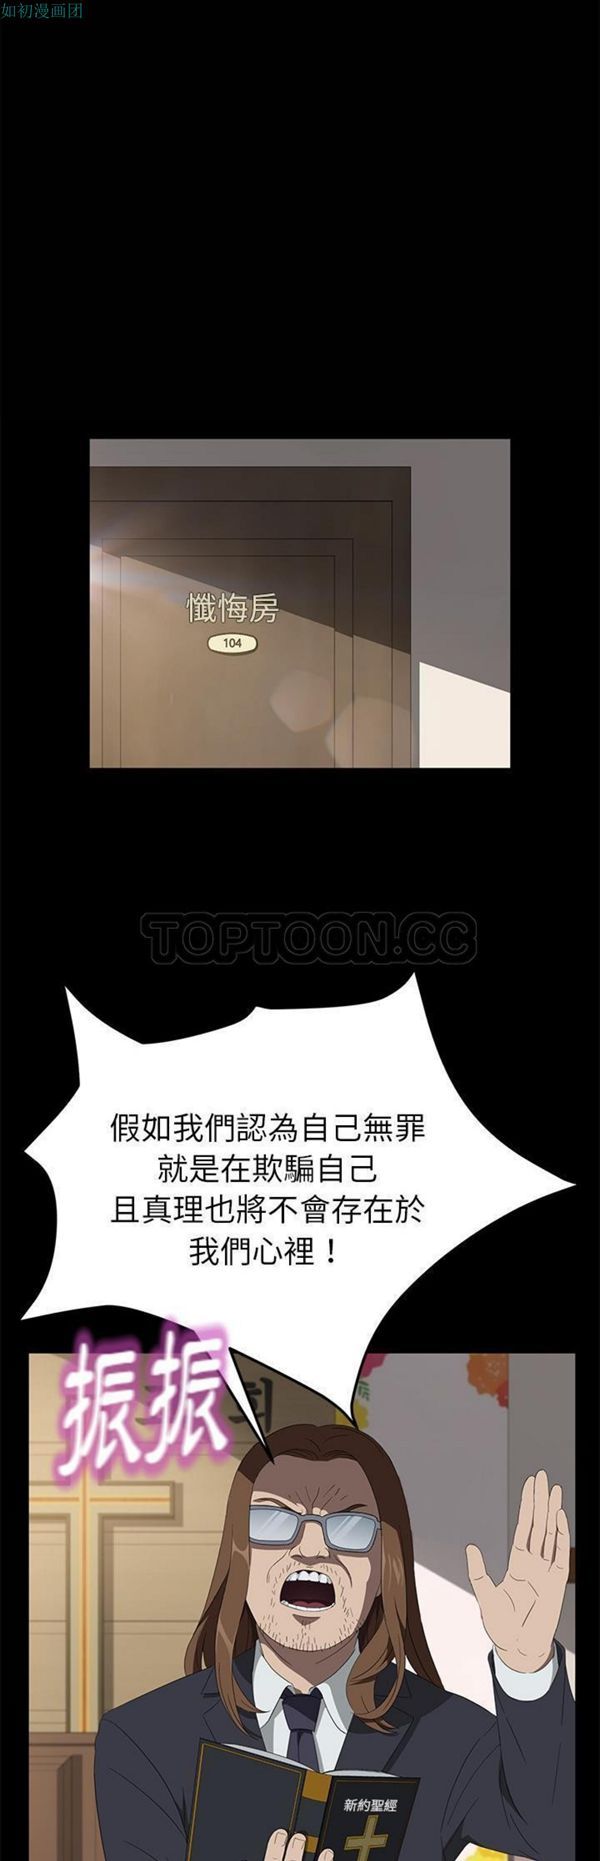 如初漫画团
懺悔房
104
TOPTOON.CC
假如我們認為自己無罪
就是在欺騙自己
且真理也將不會存在於
我們心裡！
振振
회
新約聖經